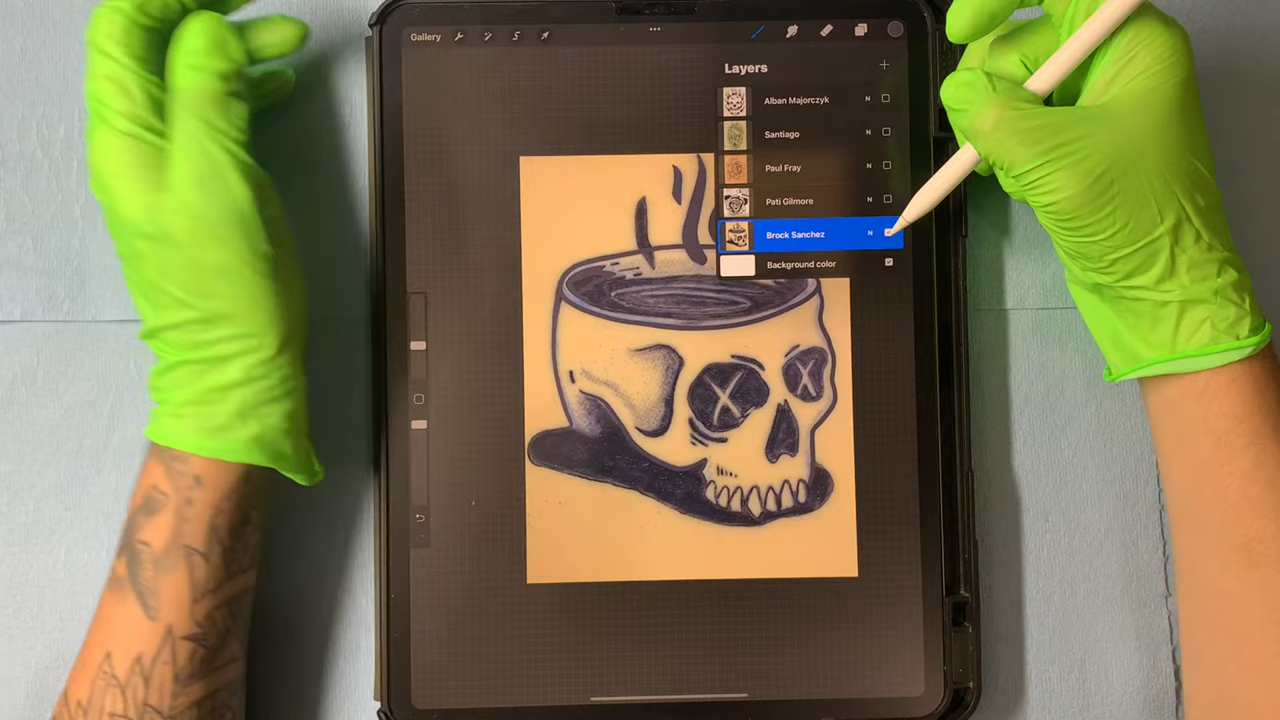 Gallery
Layers
Alban Majorczyk N
Santiago N
Paul Fray N
Pati Gilmore N
Brock Sanchez N
Background color